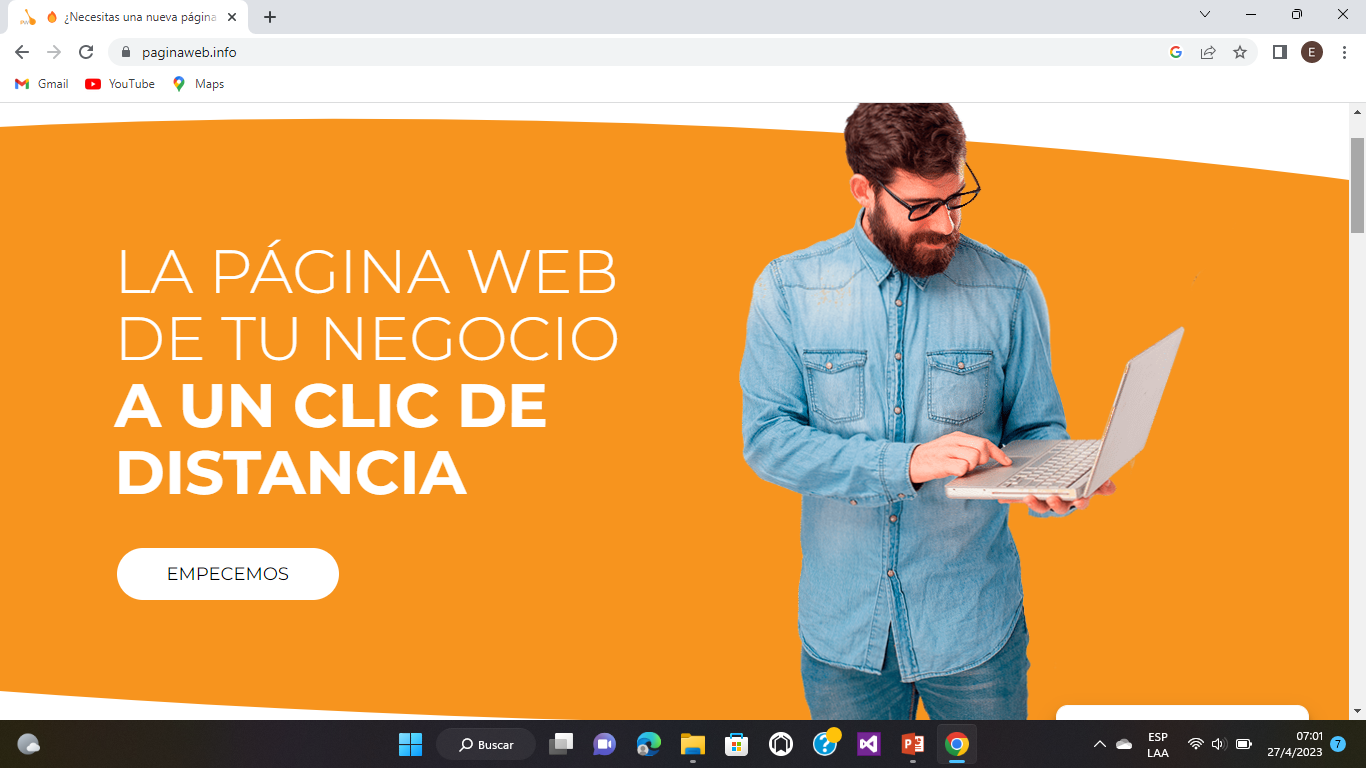 ¿Necesitas una nueva página
paginaweb.info
E
Gmail
YouTube
Maps
LA PÁGINA WEB
DE TU NEGOCIO
A UN CLIC DE
DISTANCIA
EMPECEMOS
Buscar
ESP
LAA
07:01
27/4/2023
7